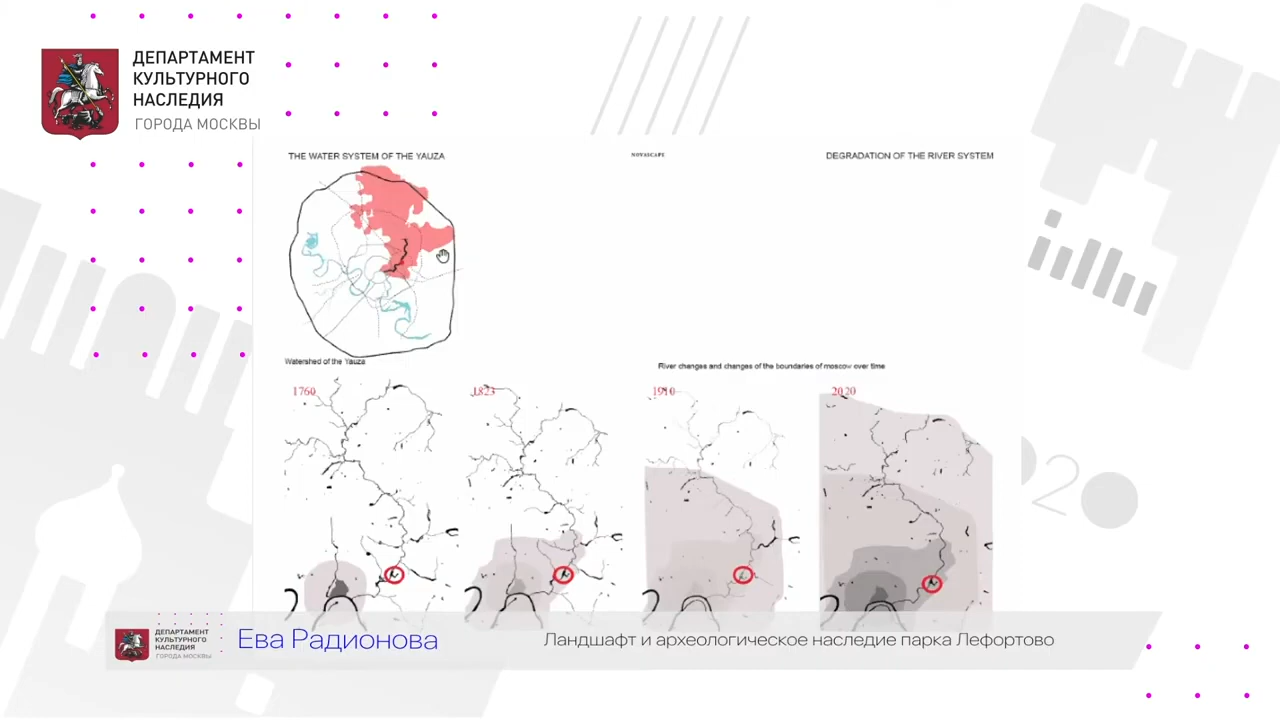 ДЕПАРТАМЕНТ
КУЛЬТУРНОГО
НАСЛЕДИЯ
ГОРОДА МОСКВЫ
THE WATER SYSTEM OF THE YAUZA
NOVASCAPE
DEGRADATION OF THE RIVER SYSTEM
Watershed of the Yauza
River changes and changes of the boundaries of moscow over time
1760
1823
1910
2020
20
ДЕПАРТАМЕНТ
КУЛЬТУРНОГО
НАСЛЕДИЯ
ГОРОДА МОСКВЫ
Ева Радионова
Ландшафт и археологическое наследие парка Лефортово